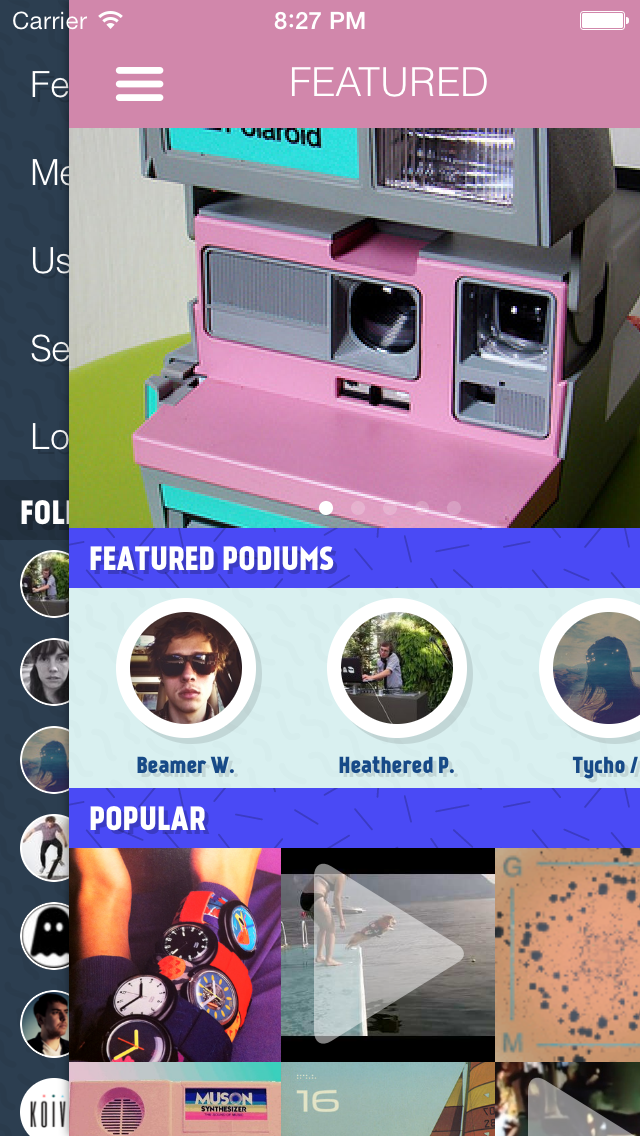 Carrier 8:27 PM
FEATURED
Fe
Me
Us
Se
Lo
FOLL
Polaroid
FEATURED PODIUMS
Beamer W.
Heathered P.
Tycho /
POPULAR
G
M
MUSON
SYNTHESIZER
16
KOIV